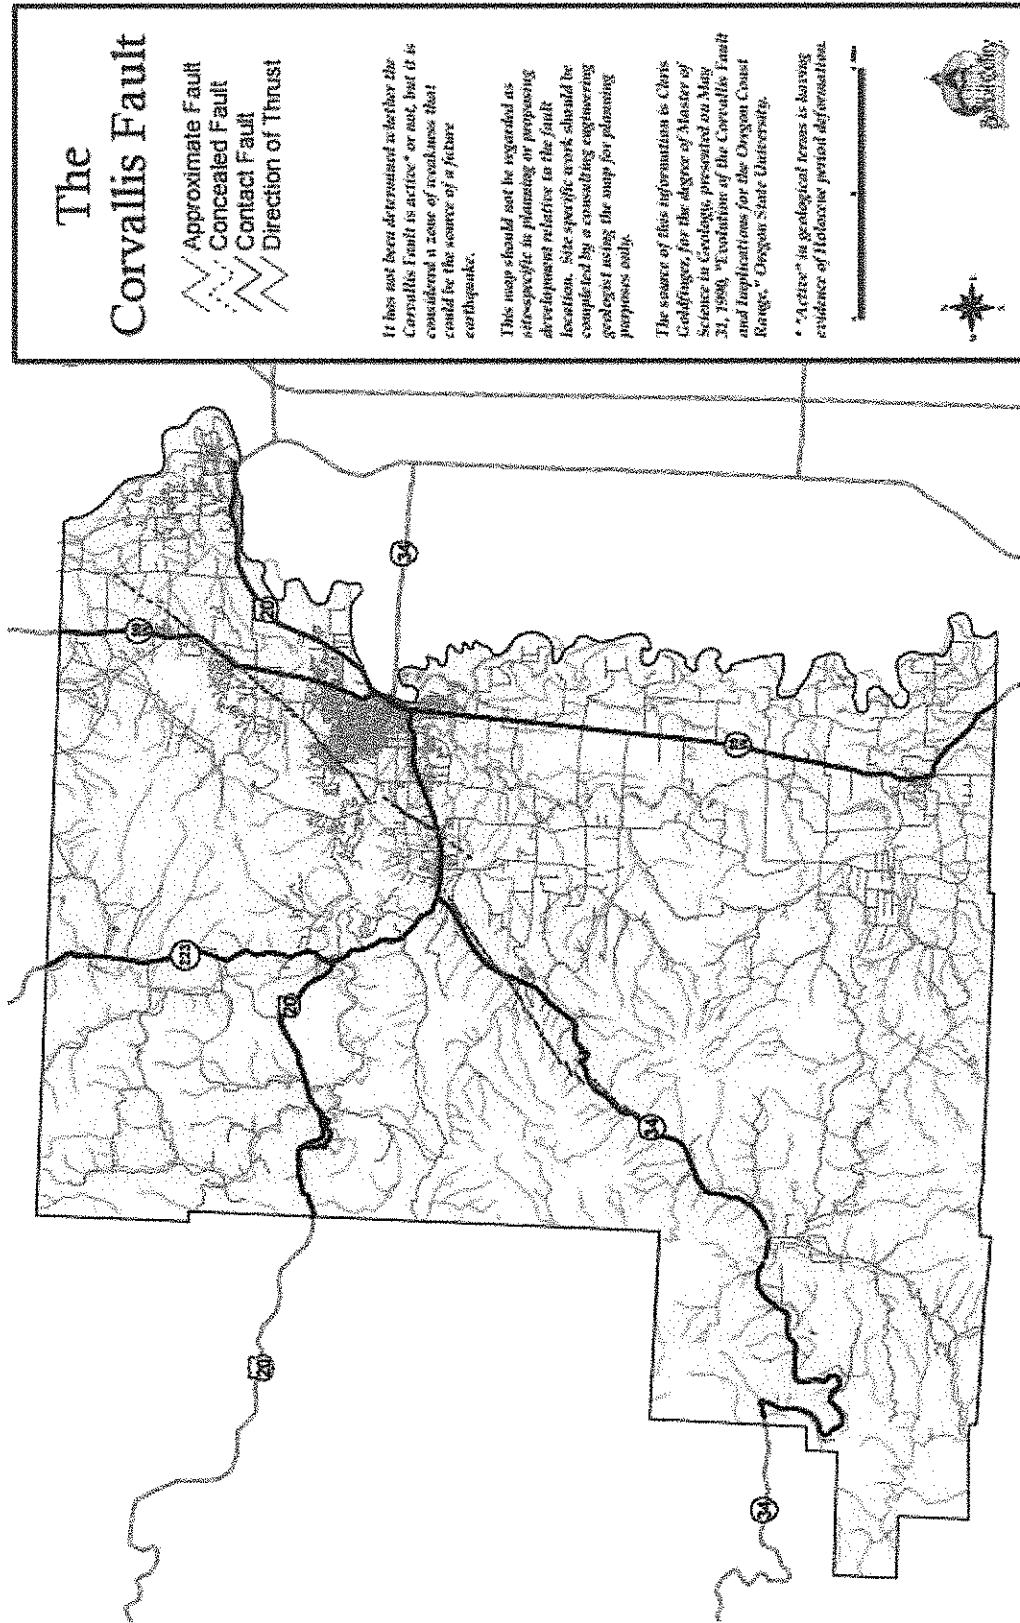 The
Corvallis Fault
Approximate Fault
Concealed Fault
Contact Fault
Direction of Thrust
It has not been determined whether the
Corvallis Fault is active* or not, but it is
considered a zone of weakness that
could be the source of a future
earthquake.
This map should not be regarded as
sitespecific in planning or proposing
development relative to the fault
location. Site specific work should be
completed by a consulting engineering
geologist using the map for planning
purposes only.
The source of this information is Chris
Goldfinger, for the degree of Master of
Science in Geology, presented on May
31, 1990, "Evolution of the Corvallis Fault
and Implications for the Oregon Coast
Range," Oregon State University.
* "Active" in geological terms is having
evidence of Holocene period deformation.
20
34
20
223
20
34
34